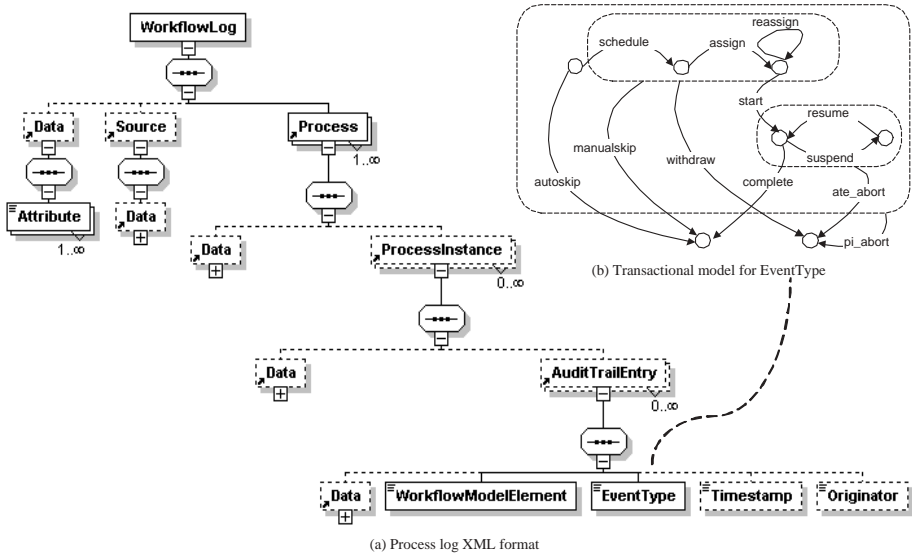 WorkflowLog
Data
Source
Process
1..∞
Attribute
1..∞
Data
Data
ProcessInstance
0..∞
Data
AuditTrailEntry
0..∞
Data
WorkflowModelElement
EventType
Timestamp
Originator
(a) Process log XML format
reassign
schedule
assign
start
resume
manualskip
suspend
withdraw
autoskip
complete
ate_abort
pi_abort
(b) Transactional model for EventType